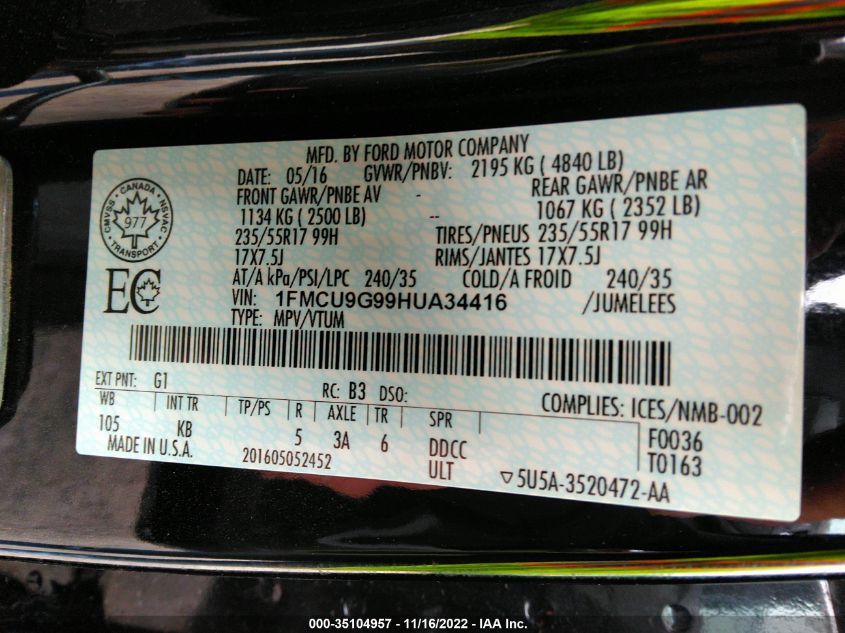 MFD. BY FORD MOTOR COMPANY
DATE: 05/16 GVWR/PNBV: 2195 KG ( 4840 LB)
FRONT GAWR/PNBE AV - REAR GAWR/PNBE AR
1134 KG ( 2500 LB) -- 1067 KG ( 2352 LB)
235/55R17 99H TIRES/PNEUS 235/55R17 99H
17X7.5J RIMS/JANTES 17X7.5J
AT/A kPa/PSI/LPC 240/35 COLD/A FROID 240/35
VIN: 1FMCU9G99HUA34416 /JUMELEES
TYPE: MPV/VTUM
CMVSS · CANADA · NSVAC
977
TRANSPORT
EC
EXT PNT: G1 RC: B3 DSO: COMPLIES: ICES/NMB-002
WB INT TR TP/PS R AXLE TR SPR F0036
105 KB 5 3A 6 DDCC T0163
MADE IN U.S.A. 201605052452 ULT ▽5U5A-3520472-AA
000-35104957 - 11/16/2022 - IAA Inc.